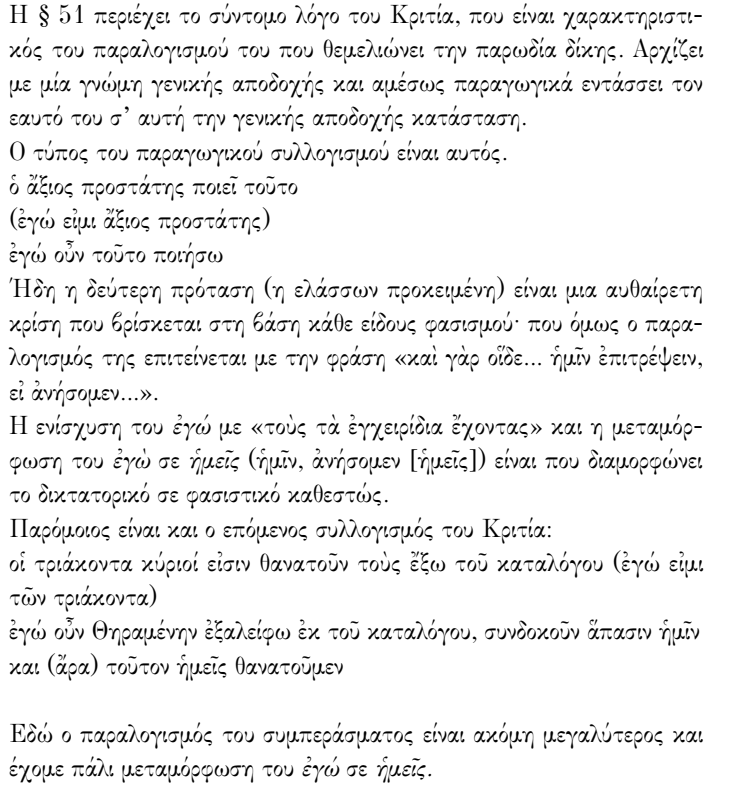 Η § 51 περιέχει το σύντομο λόγο του Κριτία, που είναι χαρακτηριστι-
κός του παραλογισμού του που θεμελιώνει την παρωδία δίκης. Αρχίζει
με μία γνώμη γενικής αποδοχής και αμέσως παραγωγικά εντάσσει τον
εαυτό του σ’ αυτή την γενικής αποδοχής κατάσταση.
Ο τύπος του παραγωγικού συλλογισμού είναι αυτός.
ὁ ἄξιος προστάτης ποιεῖ τοῦτο
(ἐγώ εἰμι ἄξιος προστάτης)
ἐγώ οὖν τοῦτο ποιήσω
Ήδη η δεύτερη πρόταση (η ελάσσων προκειμένη) είναι μια αυθαίρετη
κρίση που βρίσκεται στη βάση κάθε είδους φασισμού· που όμως ο παρα-
λογισμός της επιτείνεται με την φράση «καὶ γὰρ οἵδε... ἡμῖν ἐπιτρέψειν,
εἰ ἀνήσομεν...».
Η ενίσχυση του ἐγώ με «τοὺς τὰ ἐγχειρίδια ἔχοντας» και η μεταμόρ-
φωση του ἐγὼ σε ἡμεῖς (ἡμῖν, ἀνήσομεν [ἡμεῖς]) είναι που διαμορφώνει
το δικτατορικό σε φασιστικό καθεστώς.
Παρόμοιος είναι και ο επόμενος συλλογισμός του Κριτία:
οἱ τριάκοντα κύριοί εἰσιν θανατοῦν τοὺς ἔξω τοῦ καταλόγου (ἐγώ εἰμι
τῶν τριάκοντα)
ἐγώ οὖν Θηραμένην ἐξαλείφω ἐκ τοῦ καταλόγου, συνδοκοῦν ἅπασιν ἡμῖν
και (ἄρα) τοῦτον ἡμεῖς θανατοῦμεν
Εδώ ο παραλογισμός του συμπεράσματος είναι ακόμη μεγαλύτερος και
έχομε πάλι μεταμόρφωση του ἐγώ σε ἡμεῖς.